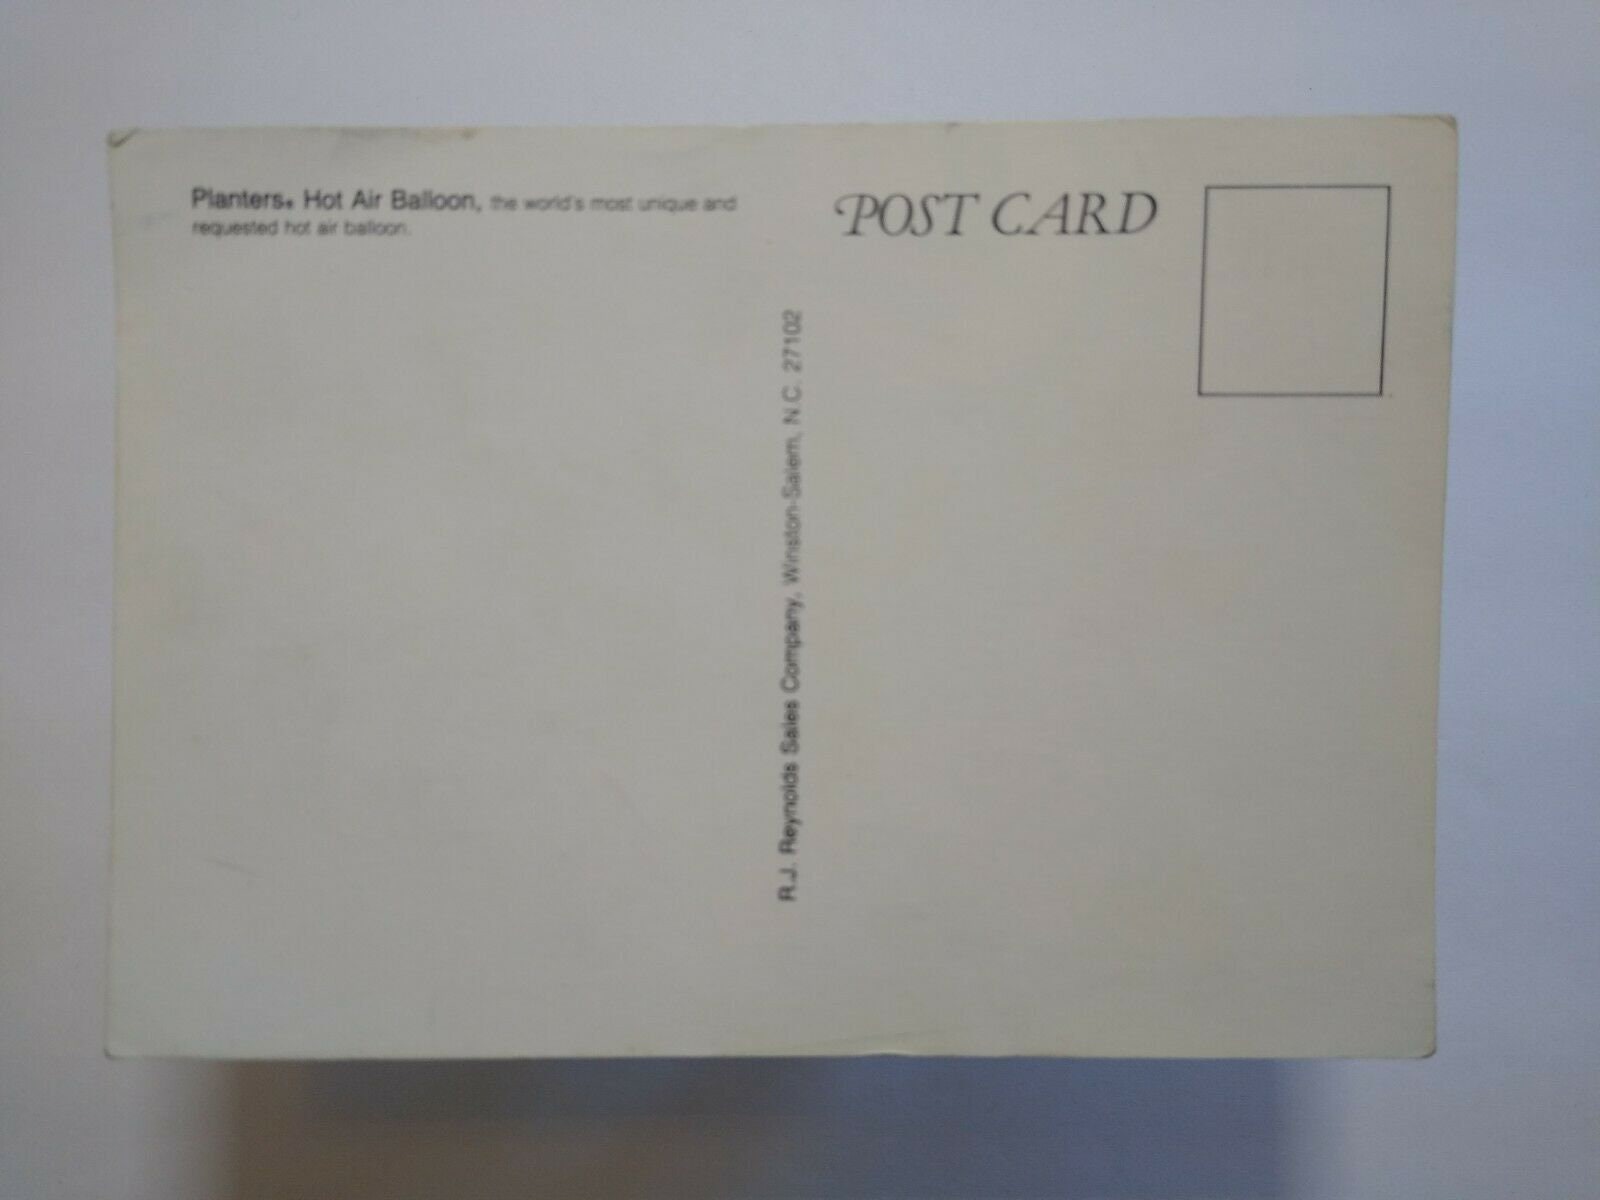 Planters® Hot Air Balloon, the world's most unique and
requested hot air balloon.
POST CARD
R.J. Reynolds Sales Company, Winston-Salem, N.C. 27102